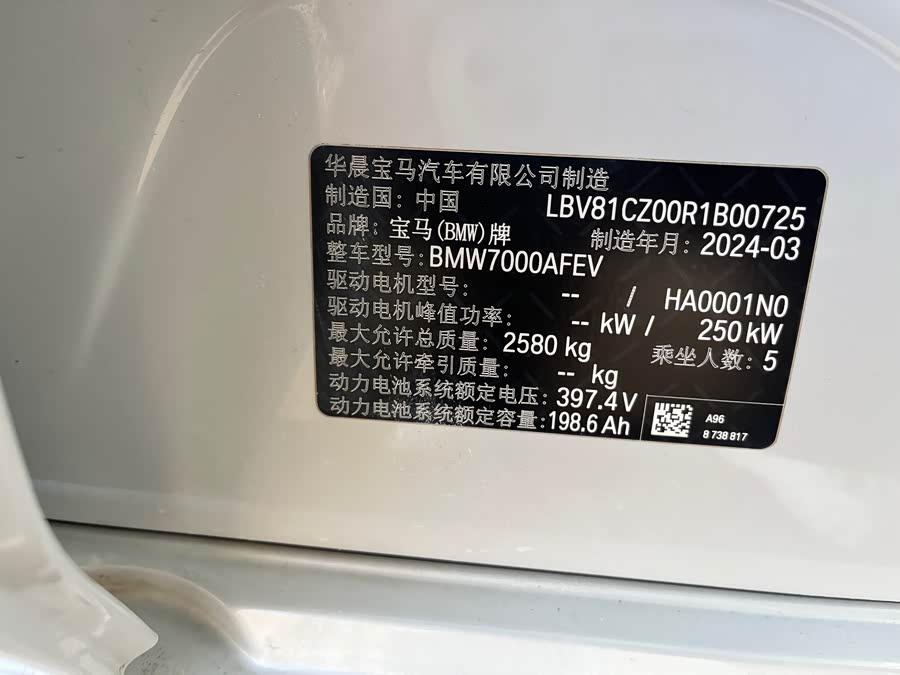 华晨宝马汽车有限公司制造
制造国: 中国 LBV81CZ00R1B00725
品牌: 宝马(BMW)牌 制造年月: 2024-03
整车型号: BMW7000AFEV
驱动电机型号: -- / HA0001N0
驱动电机峰值功率: -- kW / 250 kW
最大允许总质量: 2580 kg 乘坐人数: 5
最大允许牵引质量: -- kg
动力电池系统额定电压: 397.4 V
动力电池系统额定容量: 198.6 Ah
A96
8 738 817